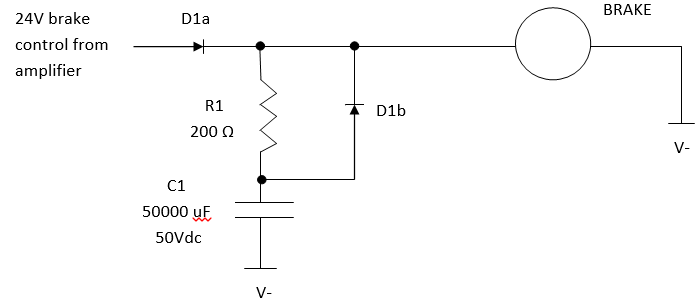 24V brake
control from
amplifier
D1a
BRAKE
R1
200 Ω
D1b
V-
C1
50000 uF
50Vdc
V-